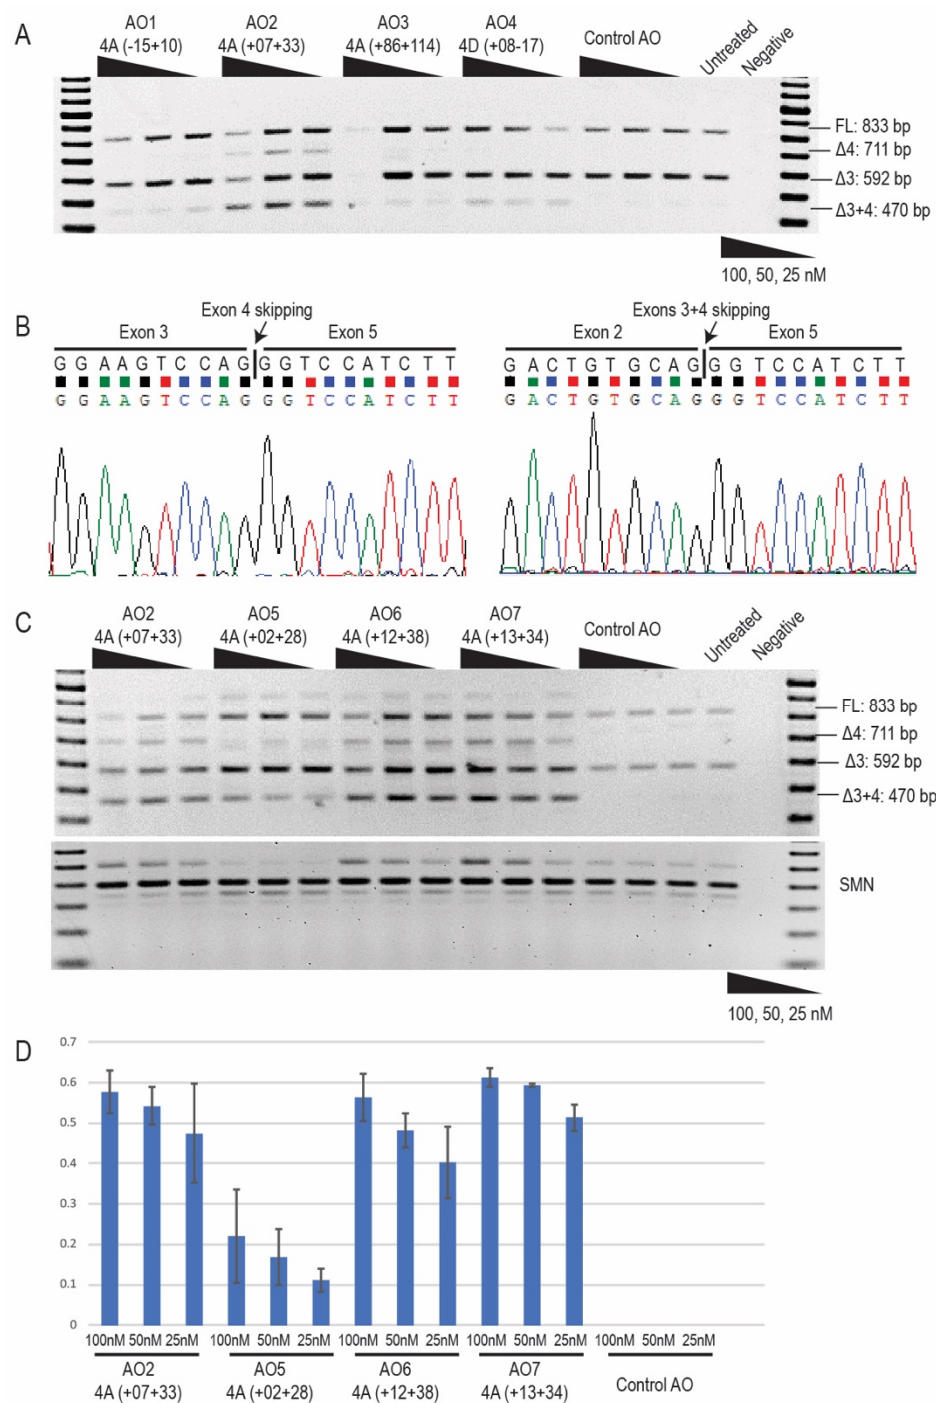 A
AO1
4A (-15+10)
AO2
4A (+07+33)
AO3
4A (+86+114)
AO4
4D (+08-17)
Control AO
Untreated
Negative
FL: 833 bp
Δ4: 711 bp
Δ3: 592 bp
Δ3+4: 470 bp
100, 50, 25 nM
B
Exon 4 skipping
Exon 3
Exon 5
G G A A G T C C A G G G T C C A T C T T
G G A A G T C C A G G G T C C A T C T T
Exons 3+4 skipping
Exon 2
Exon 5
G A C T G T G C A G G G T C C A T C T T
G A C T G T G C A G G G T C C A T C T T
C
AO2
4A (+07+33)
AO5
4A (+02+28)
AO6
4A (+12+38)
AO7
4A (+13+34)
Control AO
Untreated
Negative
FL: 833 bp
Δ4: 711 bp
Δ3: 592 bp
Δ3+4: 470 bp
SMN
100, 50, 25 nM
D
0.7
0.6
0.5
0.4
0.3
0.2
0.1
0
100nM 50nM 25nM 100nM 50nM 25nM 100nM 50nM 25nM 100nM 50nM 25nM 100nM 50nM 25nM
AO2
4A (+07+33)
AO5
4A (+02+28)
AO6
4A (+12+38)
AO7
4A (+13+34)
Control AO